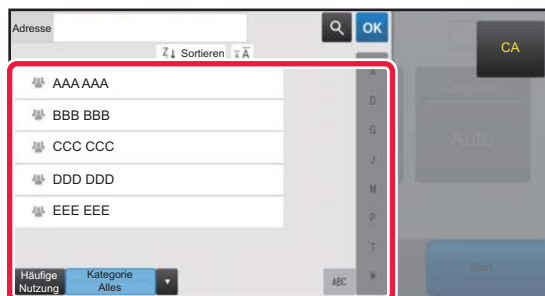 Adresse
OK
CA
Z↓ Sortieren
A
AAA AAA
BBB BBB
CCC CCC
DDD DDD
EEE EEE
A
D
G
J
M
P
T
W
Original
Auto
Häufige
Nutzung
Kategorie
Alles
ABC
Start